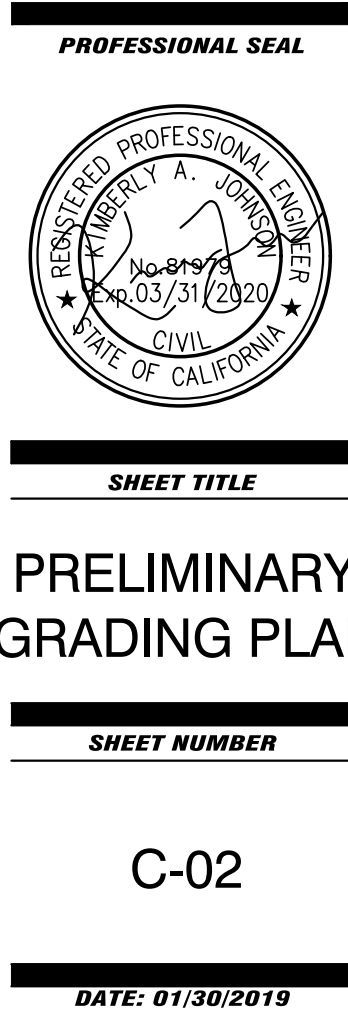 PROFESSIONAL SEAL
REGISTERED PROFESSIONAL ENGINEER
KIMBERLY A. JOHNSON
No.81979
Exp.03/31/2020
CIVIL
STATE OF CALIFORNIA
SHEET TITLE
PRELIMINARY
GRADING PLA
SHEET NUMBER
C-02
DATE: 01/30/2019